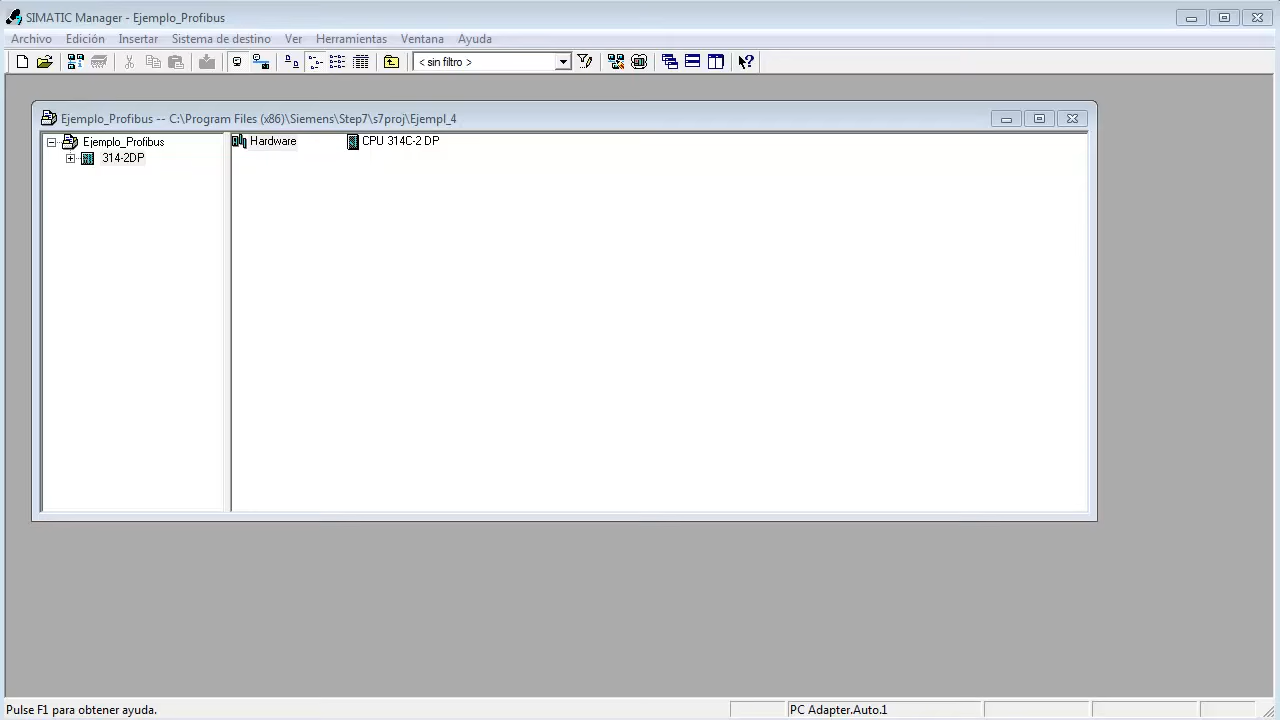 SIMATIC Manager - Ejemplo_Profibus
Archivo Edición Insertar Sistema de destino Ver Herramientas Ventana Ayuda
< sin filtro >
Ejemplo_Profibus -- C:\Program Files (x86)\Siemens\Step7\s7proj\Ejempl_4
Ejemplo_Profibus
314-2DP
Hardware
CPU 314C-2 DP
Pulse F1 para obtener ayuda.
PC Adapter.Auto.1